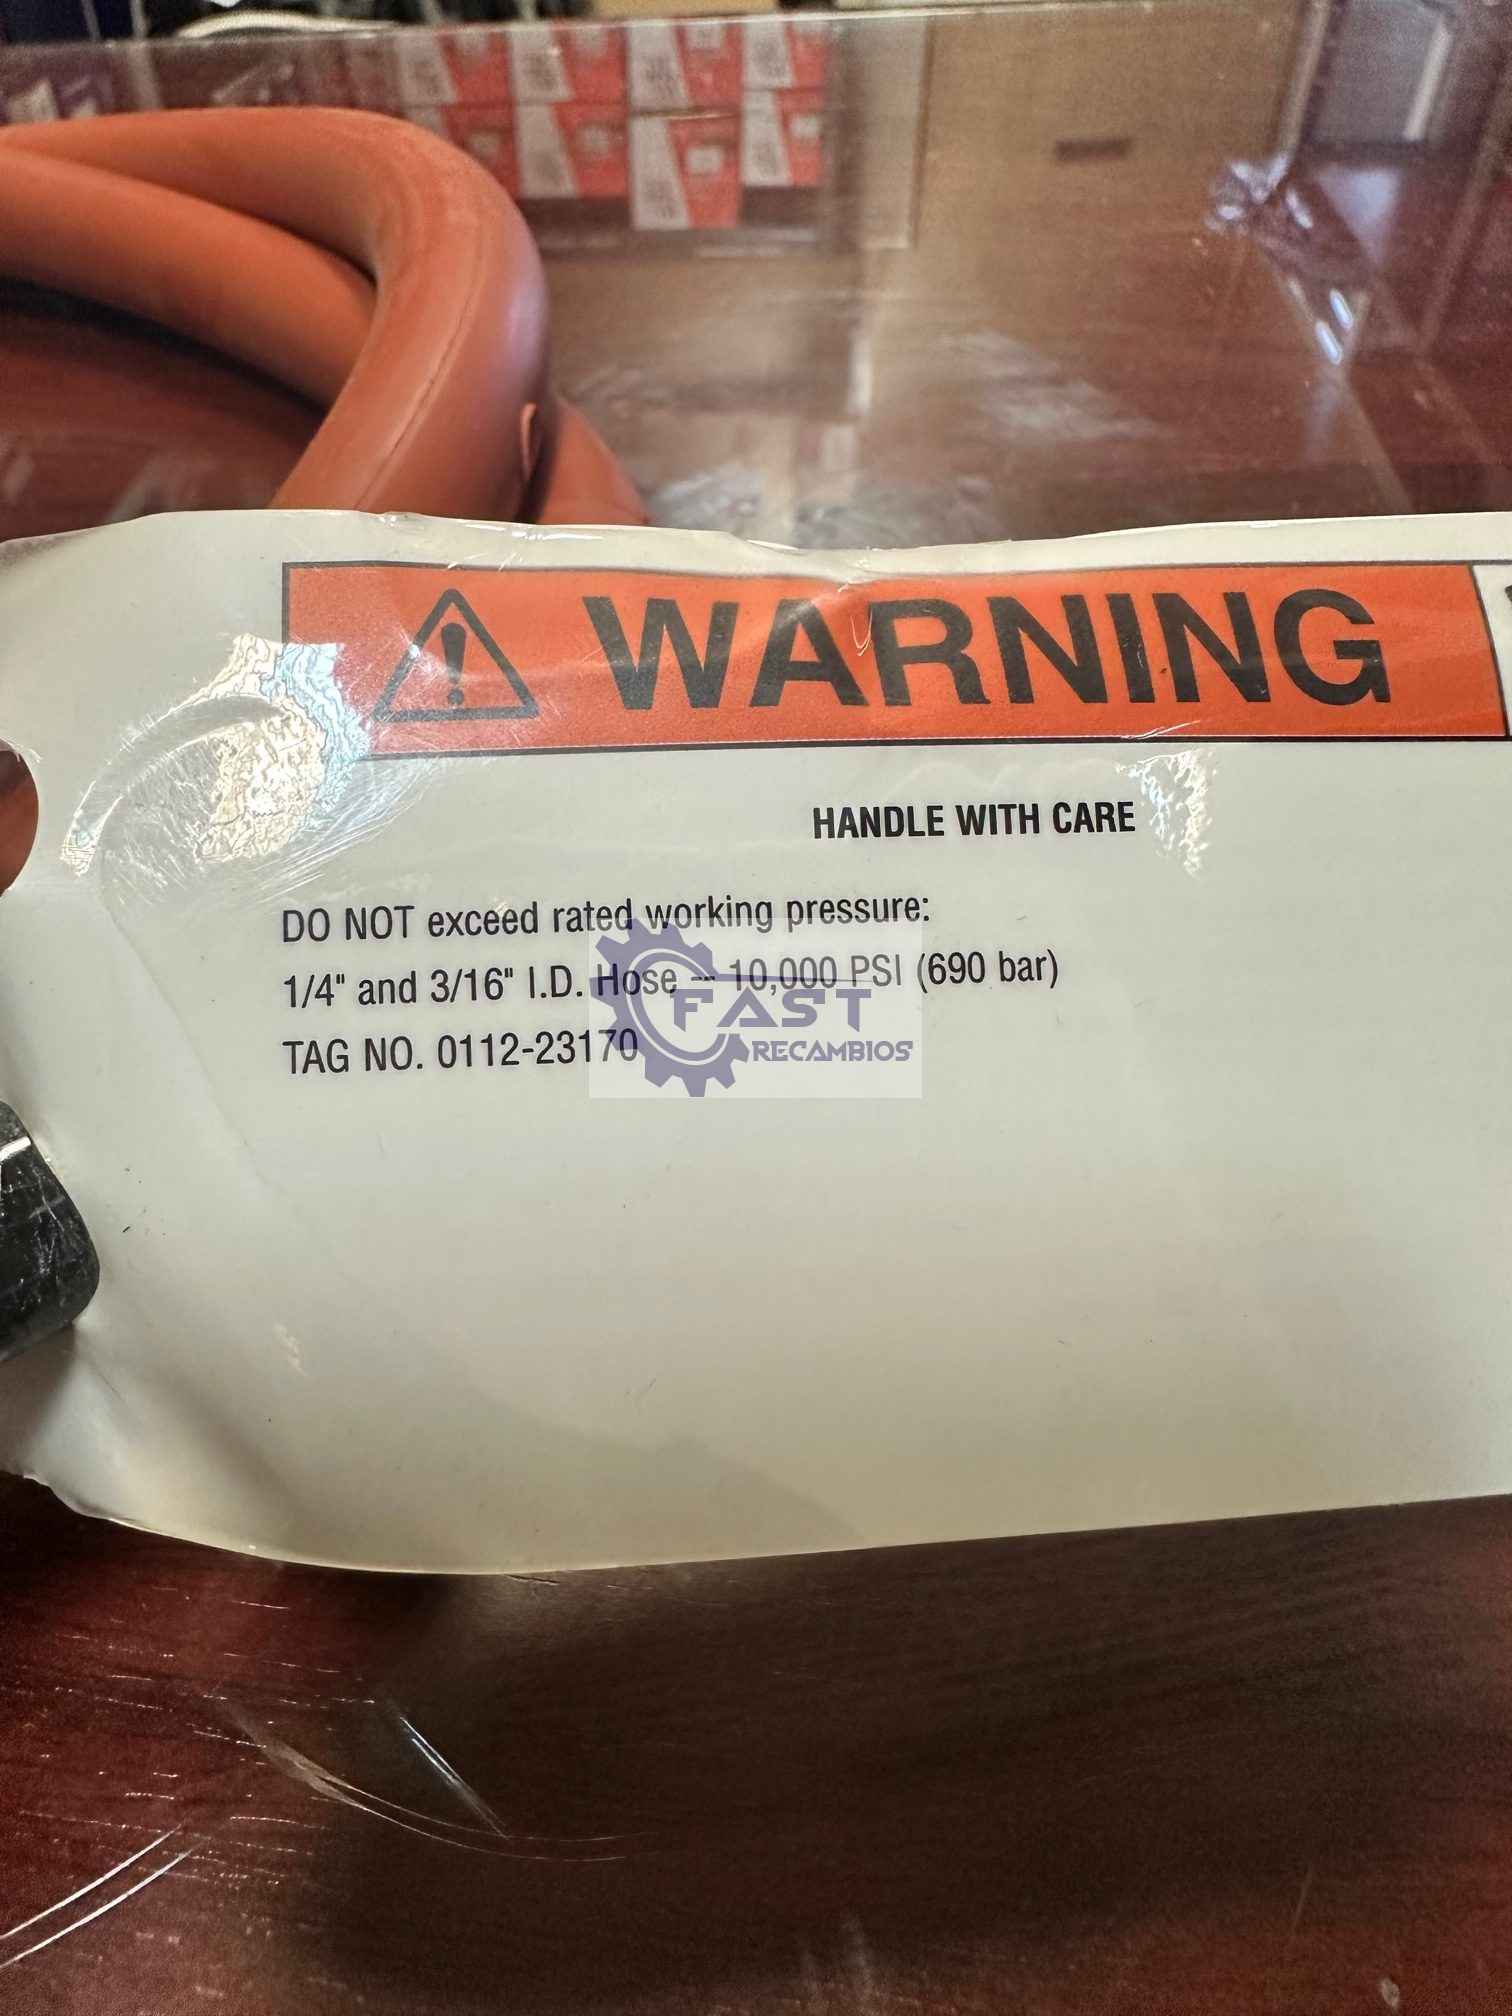 WARNING
HANDLE WITH CARE
DO NOT exceed rated working pressure:
1/4" and 3/16" I.D. Hose -- 10,000 PSI (690 bar)
TAG NO. 0112-23170
FAST
RECAMBIOS